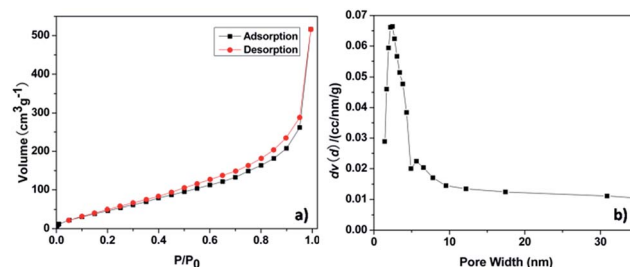 500
400
300
200
100
0
Volume (cm³g⁻¹)
Adsorption
Desorption
0.0 0.2 0.4 0.6 0.8 1.0
P/P₀
a)
0.07
0.06
0.05
0.04
0.03
0.02
0.01
0.00
dv(d)/(cc/nm/g)
0 5 10 15 20 25 30
Pore Width (nm)
b)